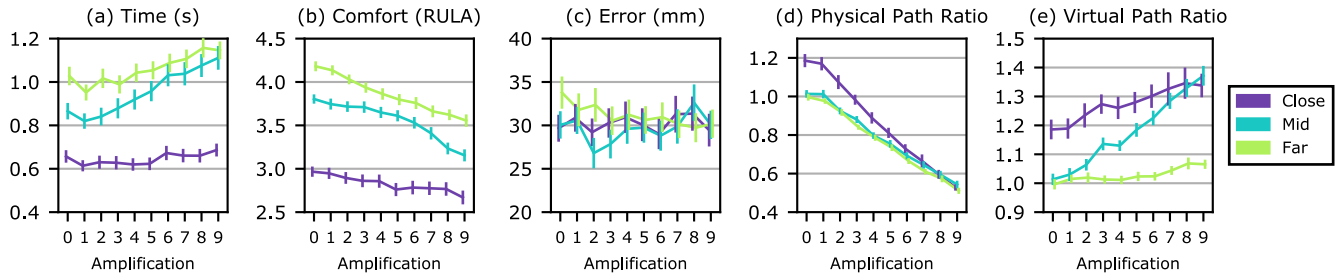 (a) Time (s)
1.2
1.0
0.8
0.6
0.4
0 1 2 3 4 5 6 7 8 9
Amplification
(b) Comfort (RULA)
4.5
4.0
3.5
3.0
2.5
0 1 2 3 4 5 6 7 8 9
Amplification
(c) Error (mm)
40
35
30
25
20
0 1 2 3 4 5 6 7 8 9
Amplification
(d) Physical Path Ratio
1.2
1.0
0.8
0.6
0.4
0 1 2 3 4 5 6 7 8 9
Amplification
(e) Virtual Path Ratio
1.5
1.4
1.3
1.2
1.1
1.0
0.9
0 1 2 3 4 5 6 7 8 9
Amplification
Close
Mid
Far